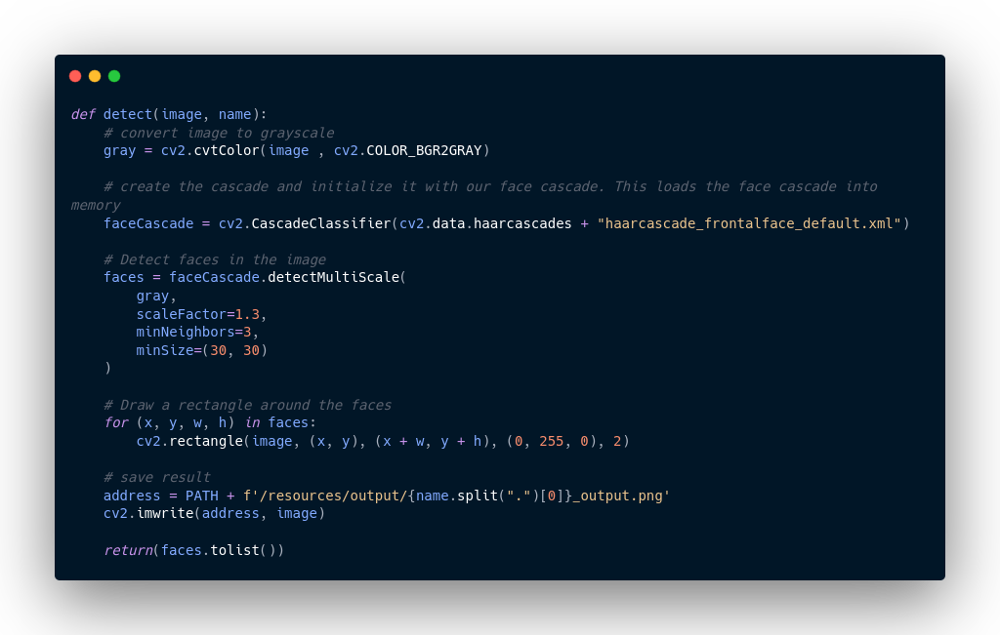 def detect(image, name):
    # convert image to grayscale
    gray = cv2.cvtColor(image , cv2.COLOR_BGR2GRAY)

    # create the cascade and initialize it with our face cascade. This loads the face cascade into
memory
    faceCascade = cv2.CascadeClassifier(cv2.data.haarcascades + "haarcascade_frontalface_default.xml")

    # Detect faces in the image
    faces = faceCascade.detectMultiScale(
        gray,
        scaleFactor=1.3,
        minNeighbors=3,
        minSize=(30, 30)
    )

    # Draw a rectangle around the faces
    for (x, y, w, h) in faces:
        cv2.rectangle(image, (x, y), (x + w, y + h), (0, 255, 0), 2)

    # save result
    address = PATH + f'/resources/output/{name.split(".")[0]}_output.png'
    cv2.imwrite(address, image)

    return(faces.tolist())